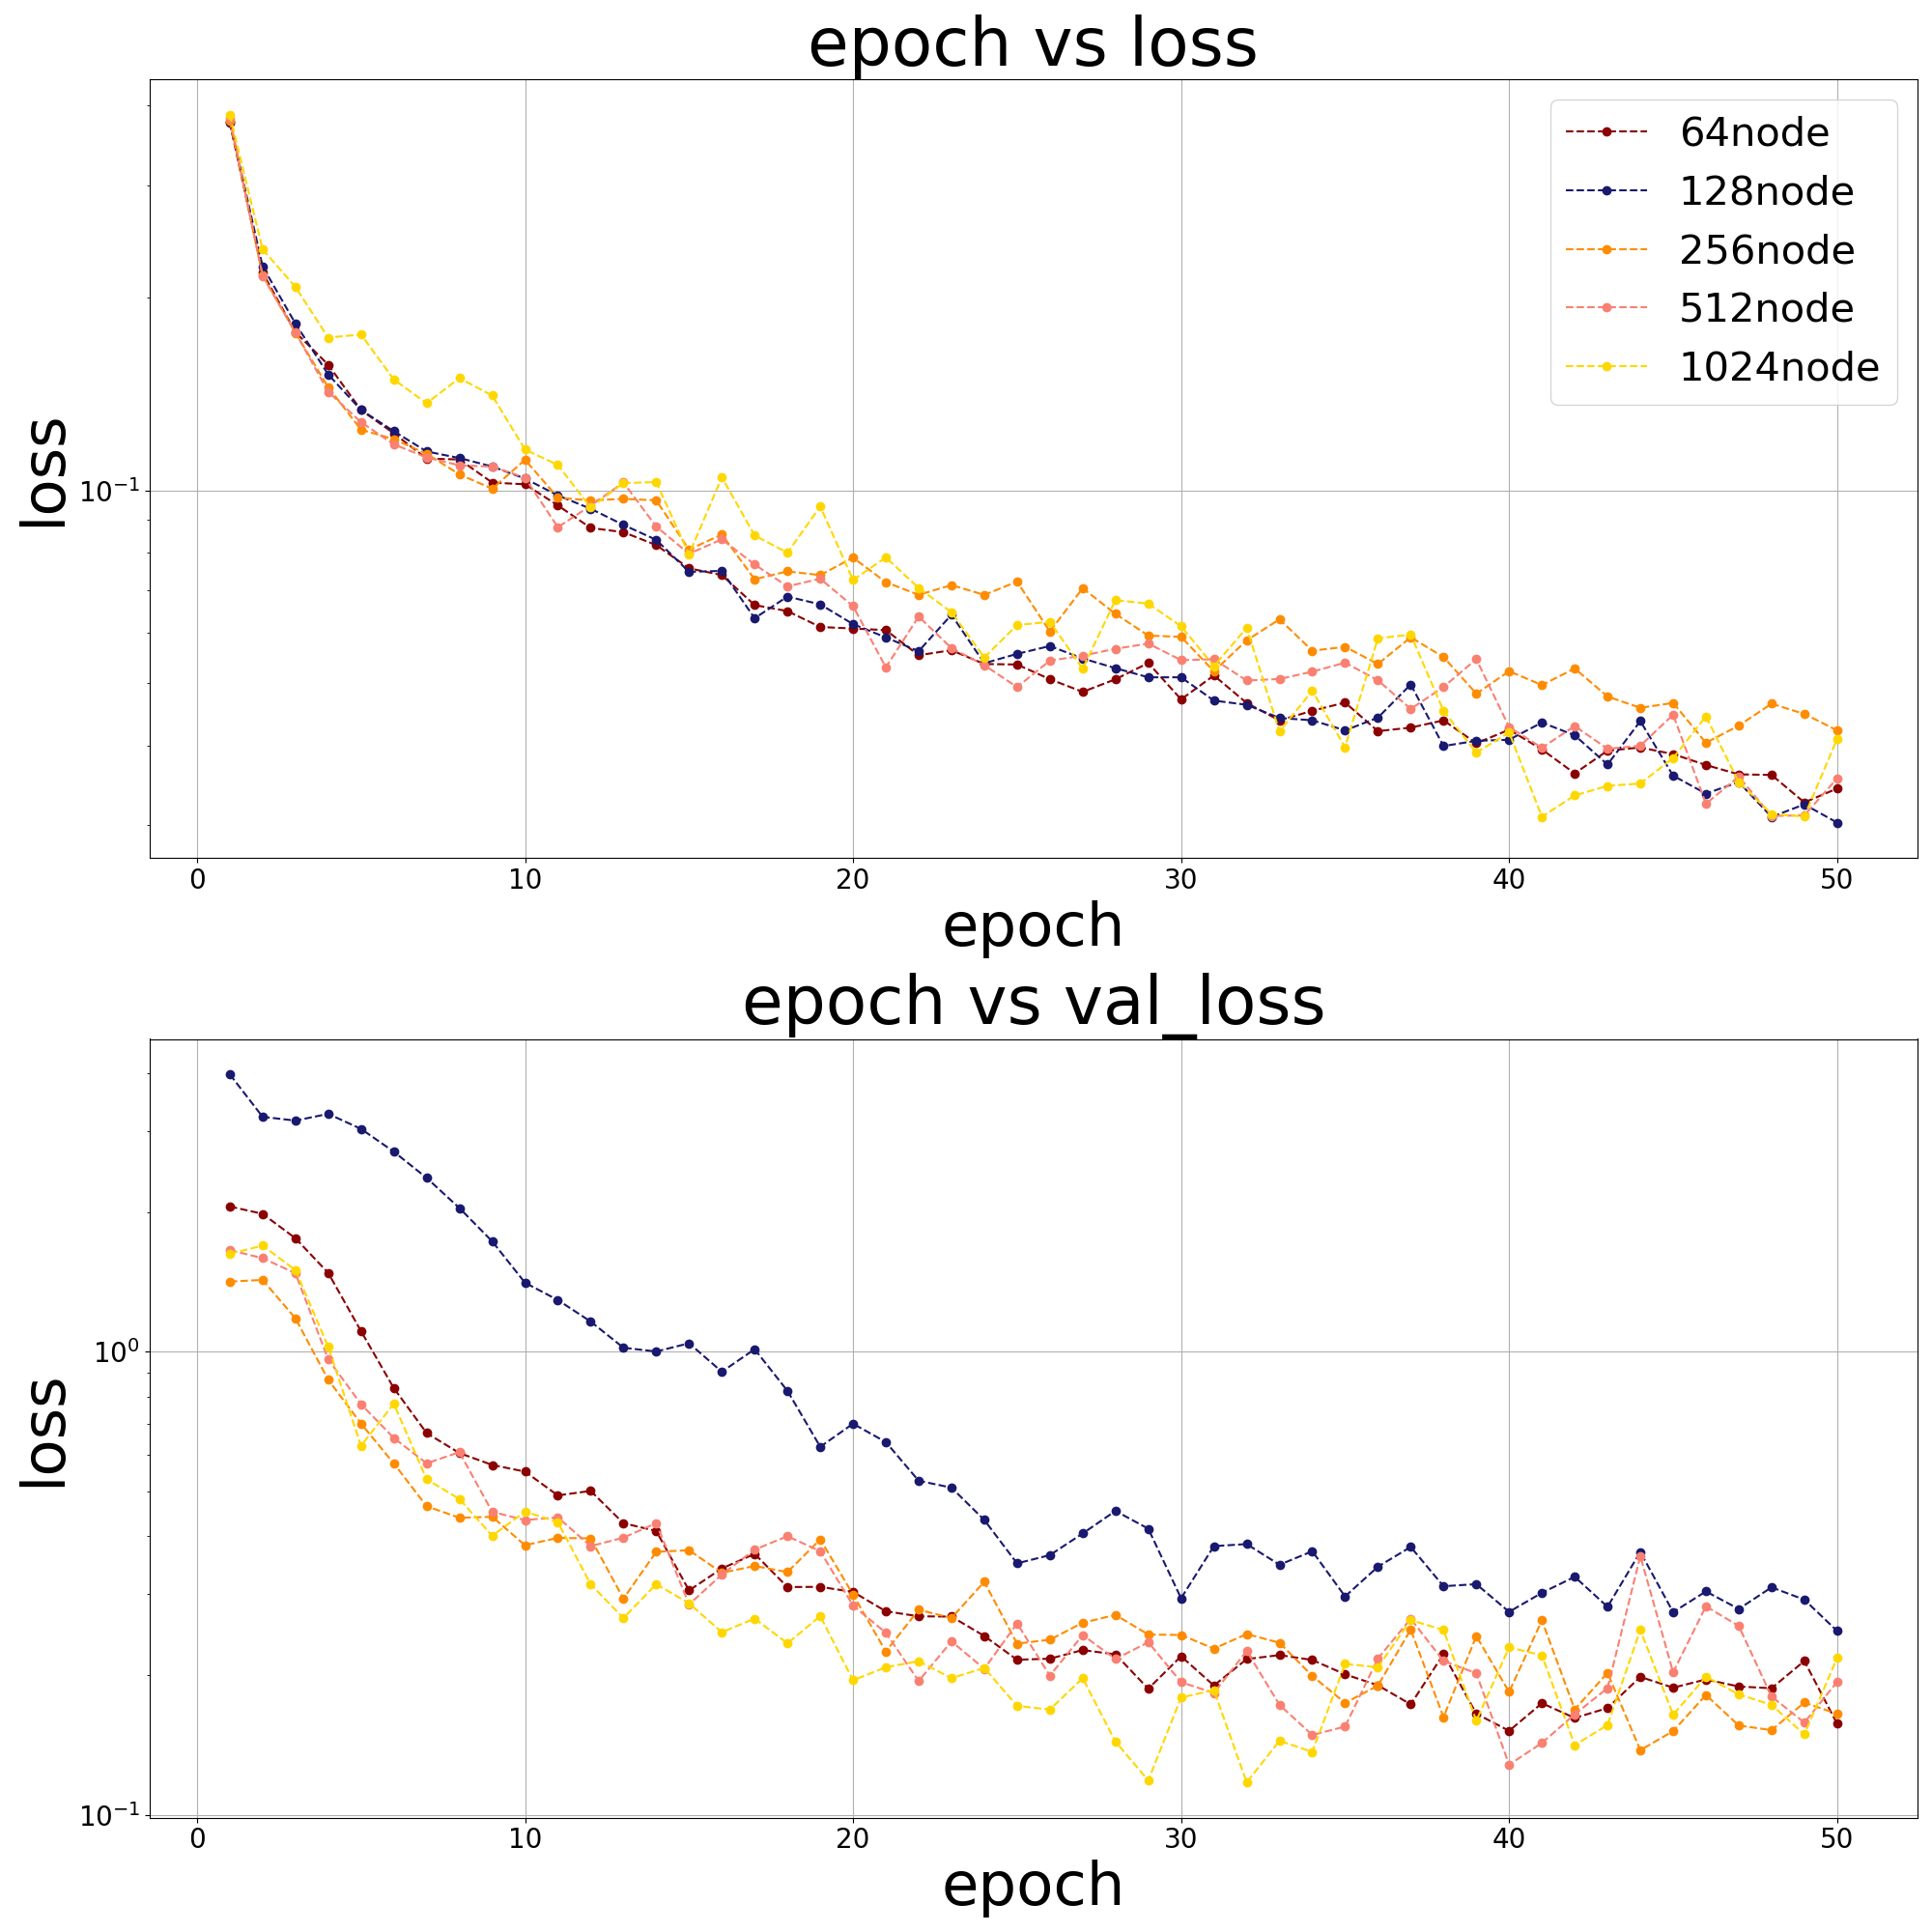 epoch vs loss
loss
10⁻¹
64node
128node
256node
512node
1024node
0 10 20 30 40 50
epoch
epoch vs val_loss
loss
10⁰
10⁻¹
0 10 20 30 40 50
epoch